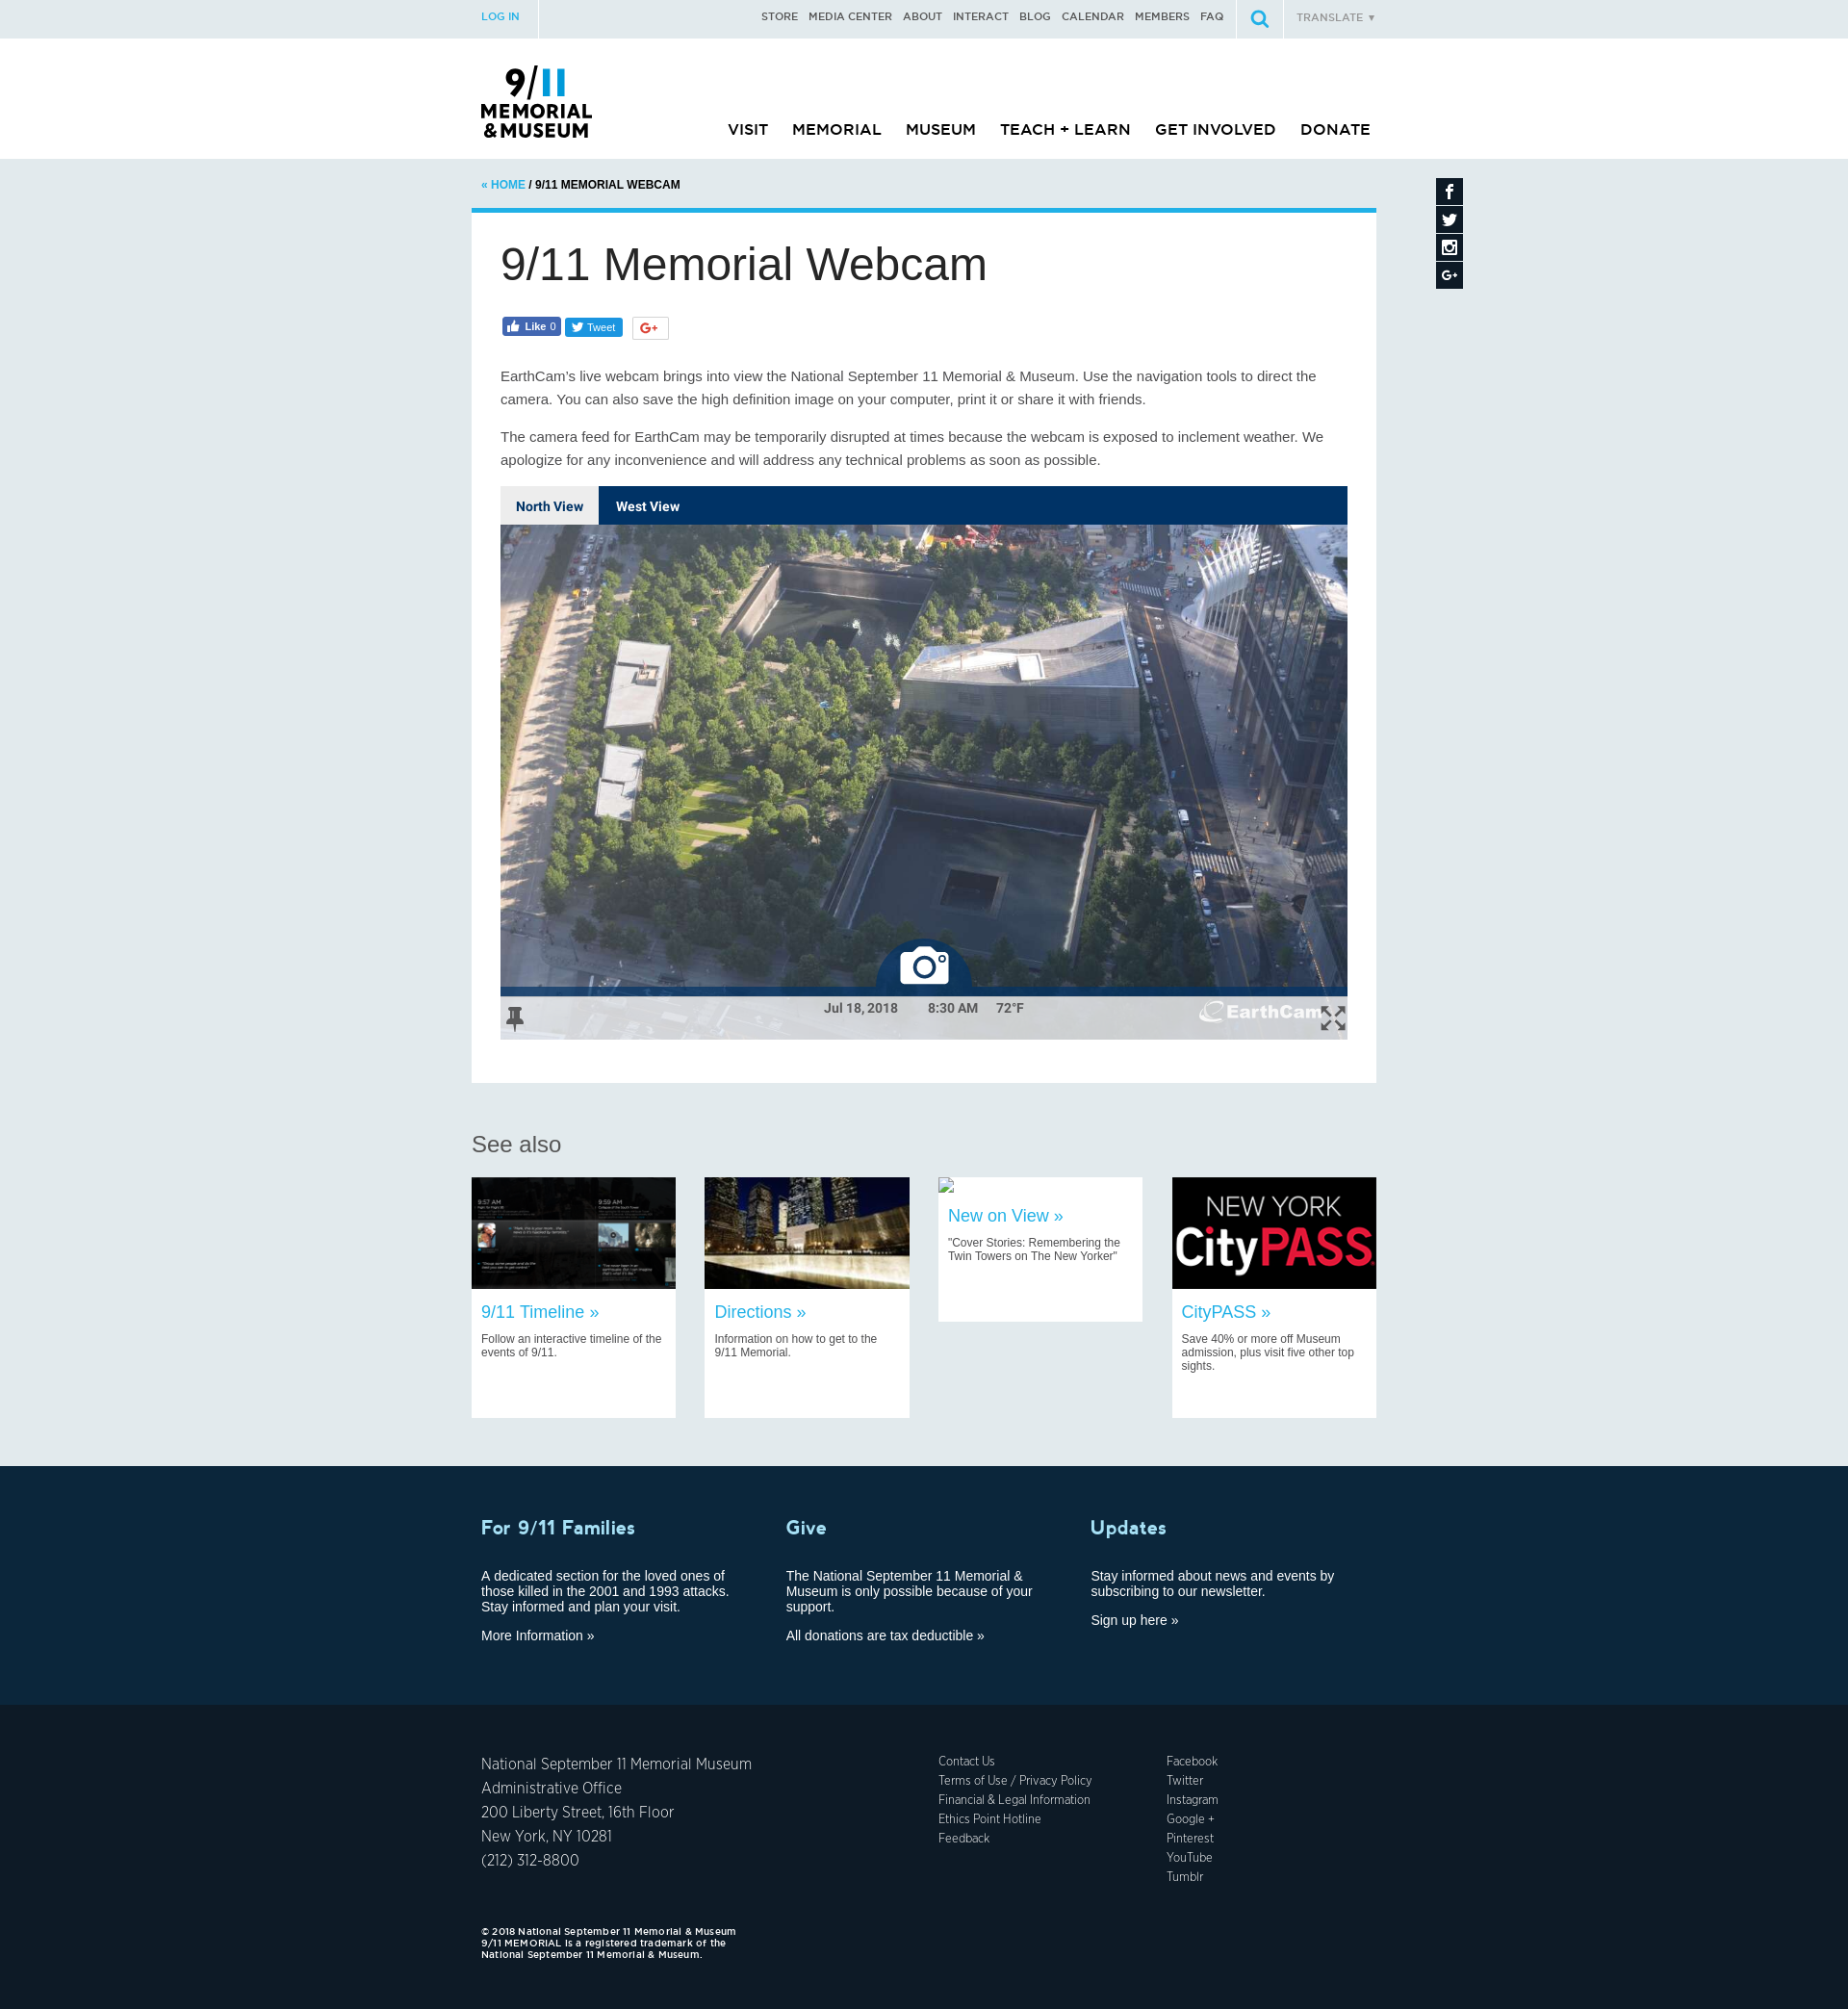 LOG IN
STORE MEDIA CENTER ABOUT INTERACT BLOG CALENDAR MEMBERS FAQ
TRANSLATE ▼
9/11
MEMORIAL
& MUSEUM
VISIT MEMORIAL MUSEUM TEACH + LEARN GET INVOLVED DONATE
« HOME / 9/11 MEMORIAL WEBCAM
9/11 Memorial Webcam
Like 0 Tweet G+
EarthCam's live webcam brings into view the National September 11 Memorial & Museum. Use the navigation tools to direct the
camera. You can also save the high definition image on your computer, print it or share it with friends.
The camera feed for EarthCam may be temporarily disrupted at times because the webcam is exposed to inclement weather. We
apologize for any inconvenience and will address any technical problems as soon as possible.
North View West View
Jul 18, 2018 8:30 AM 72°F
EarthCam
See also
9:57 AM 9:59 AM
NEW YORK
CityPASS
9/11 Timeline »
Follow an interactive timeline of the
events of 9/11.
Directions »
Information on how to get to the
9/11 Memorial.
New on View »
"Cover Stories: Remembering the
Twin Towers on The New Yorker"
CityPASS »
Save 40% or more off Museum
admission, plus visit five other top
sights.
For 9/11 Families
A dedicated section for the loved ones of
those killed in the 2001 and 1993 attacks.
Stay informed and plan your visit.
More Information »
Give
The National September 11 Memorial &
Museum is only possible because of your
support.
All donations are tax deductible »
Updates
Stay informed about news and events by
subscribing to our newsletter.
Sign up here »
National September 11 Memorial Museum
Administrative Office
200 Liberty Street, 16th Floor
New York, NY 10281
(212) 312-8800
Contact Us
Terms of Use / Privacy Policy
Financial & Legal Information
Ethics Point Hotline
Feedback
Facebook
Twitter
Instagram
Google +
Pinterest
YouTube
Tumblr
© 2018 National September 11 Memorial & Museum
9/11 MEMORIAL is a registered trademark of the
National September 11 Memorial & Museum.